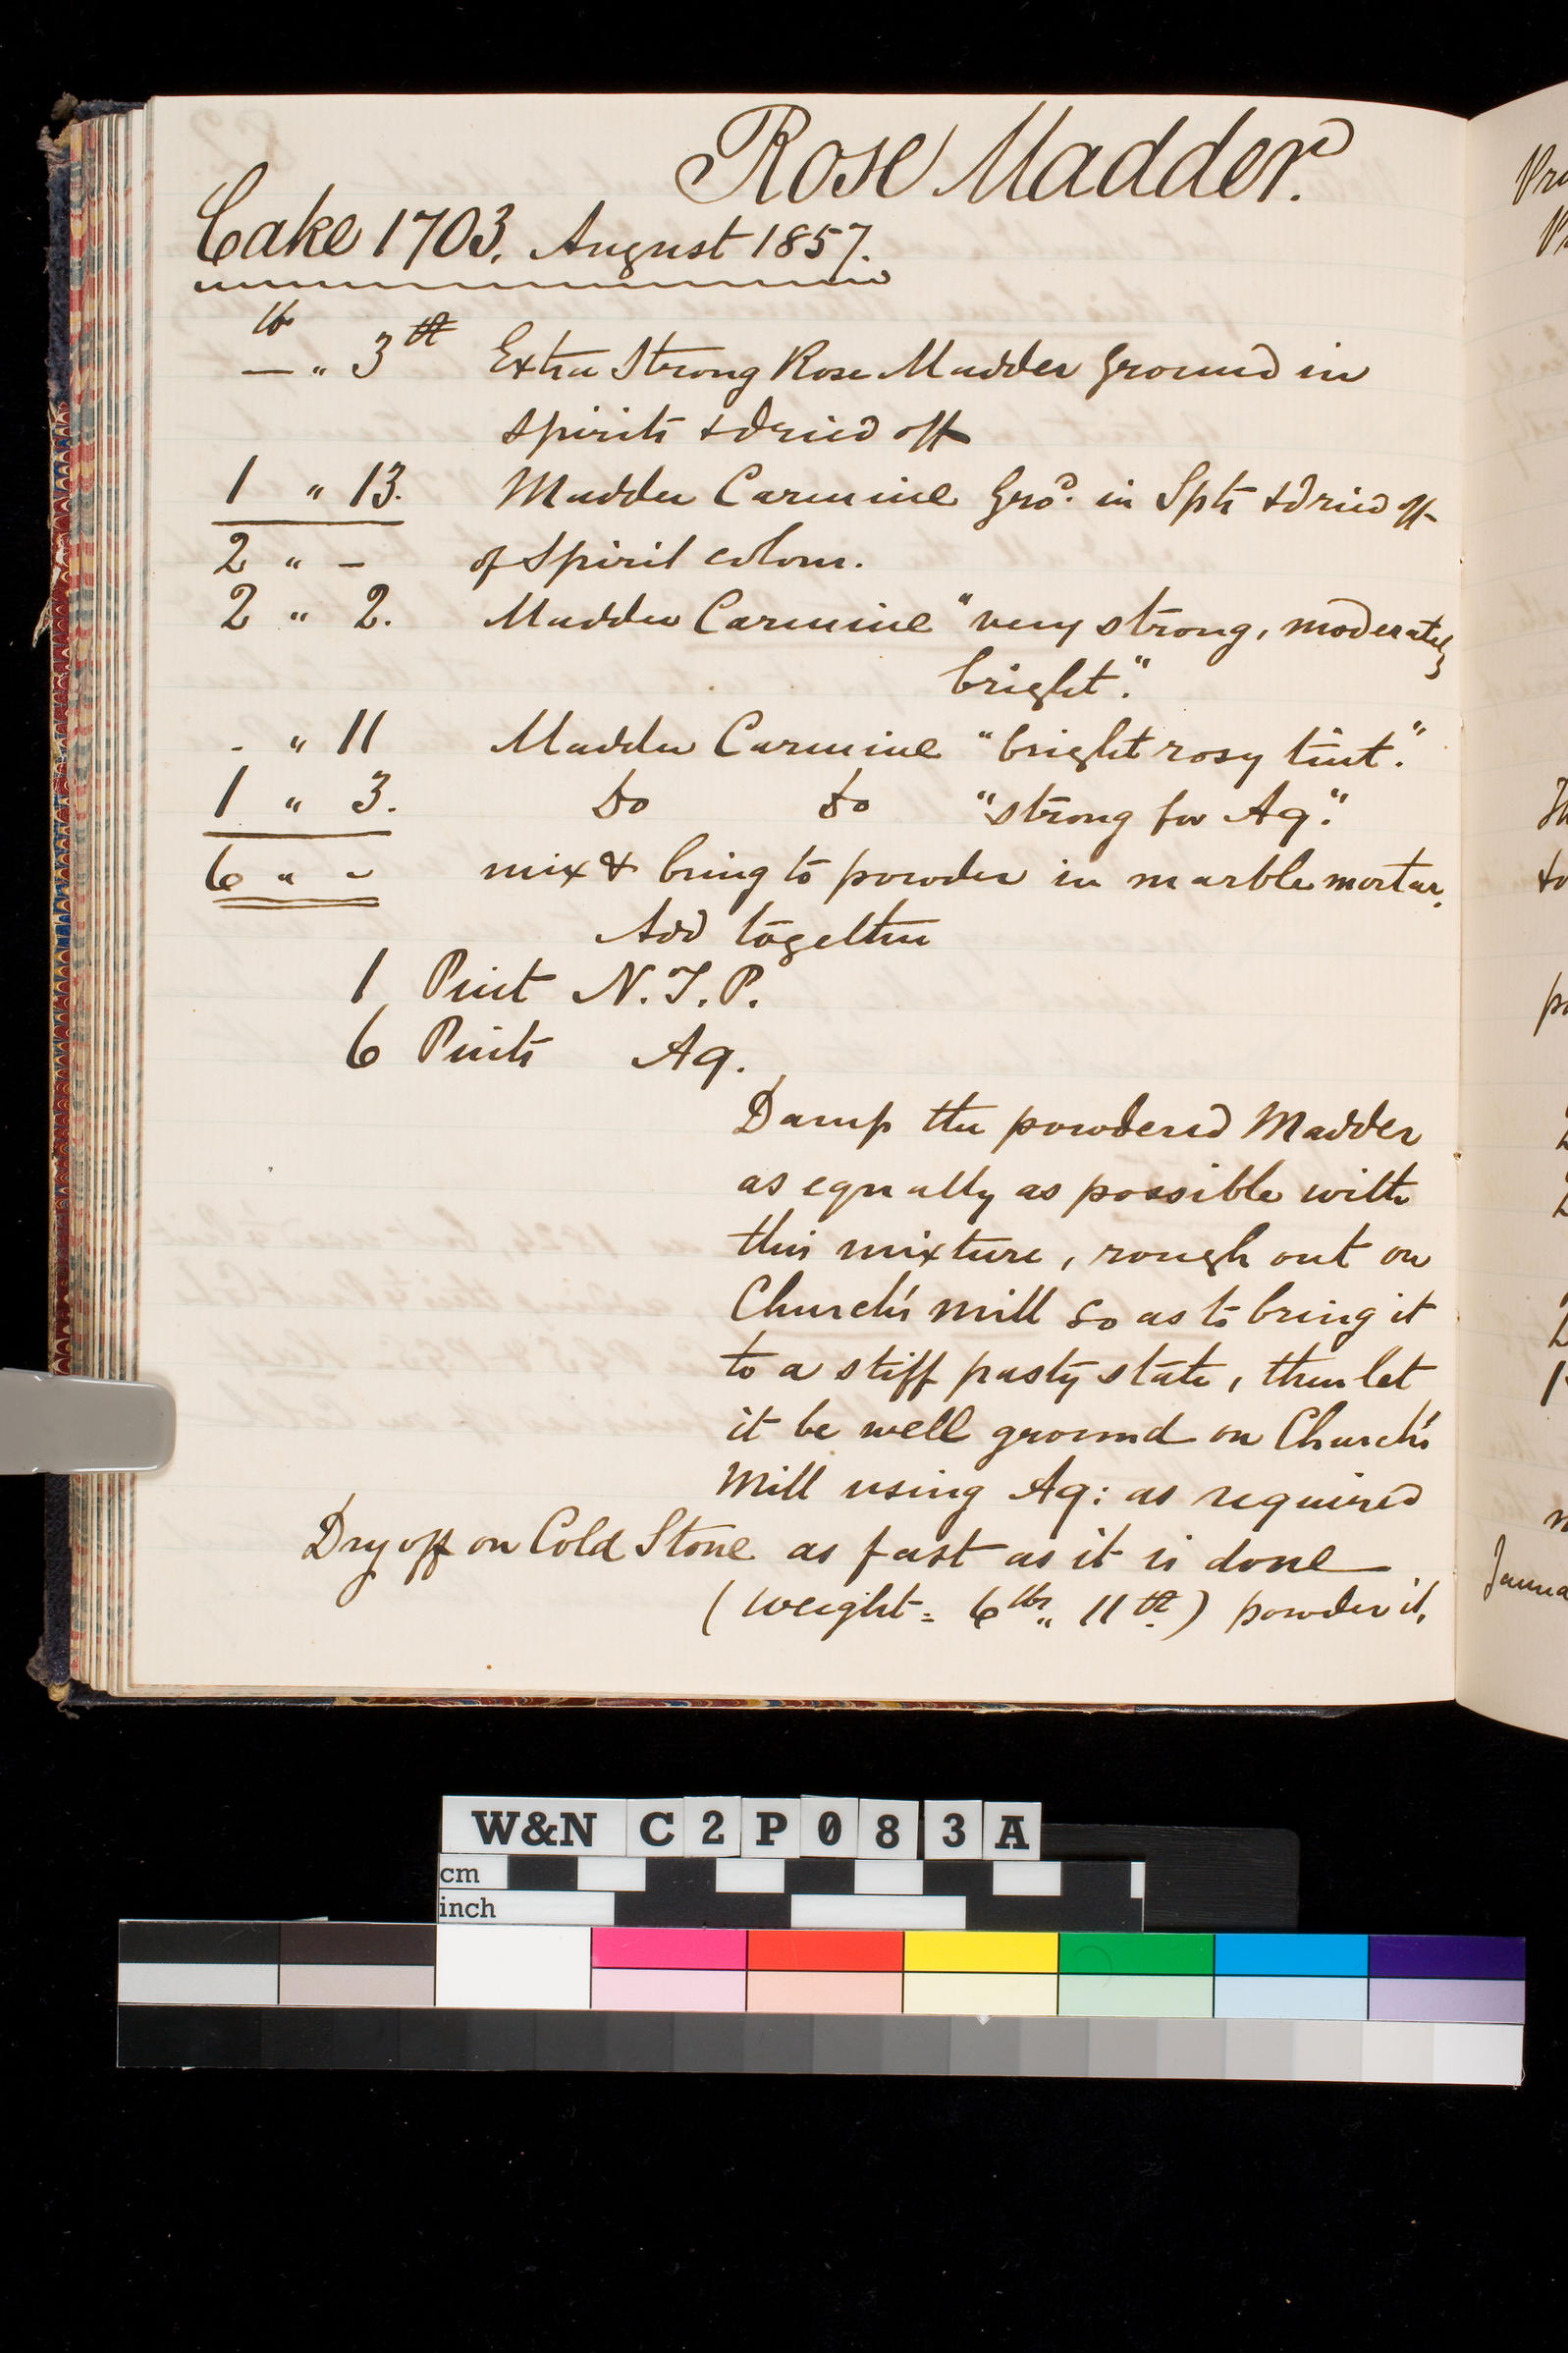 Rose Madder.
Cake 1703. August 1857.
lb
— " 3 Extra Strong Rose Madder Ground in
spirits & dried off
1 " 13. Madder Carmine Gro^d. in Spts & dried off
2 " - of Spirit colour.
2 " 2. Madder Carmine "very strong, moderately
bright."
- " 11 Madder Carmine "bright rosy tint."
1 " 3. do do "strong for Aq."
6 " - mix & bring to powder in marble mortar.
Add together
1 Pint N.T.P.
6 Pints Aq.
Damp the powdered Madder
as equally as possible with
this mixture, rough out on
Church's mill so as to bring it
to a stiff pasty state, then let
it be well ground on Church's
Mill using Aq: as required
Dry off on Cold Stone as fast as it is done
(Weight = 6 lbs " 11) powder it,
W&N C2P083A
cm
inch